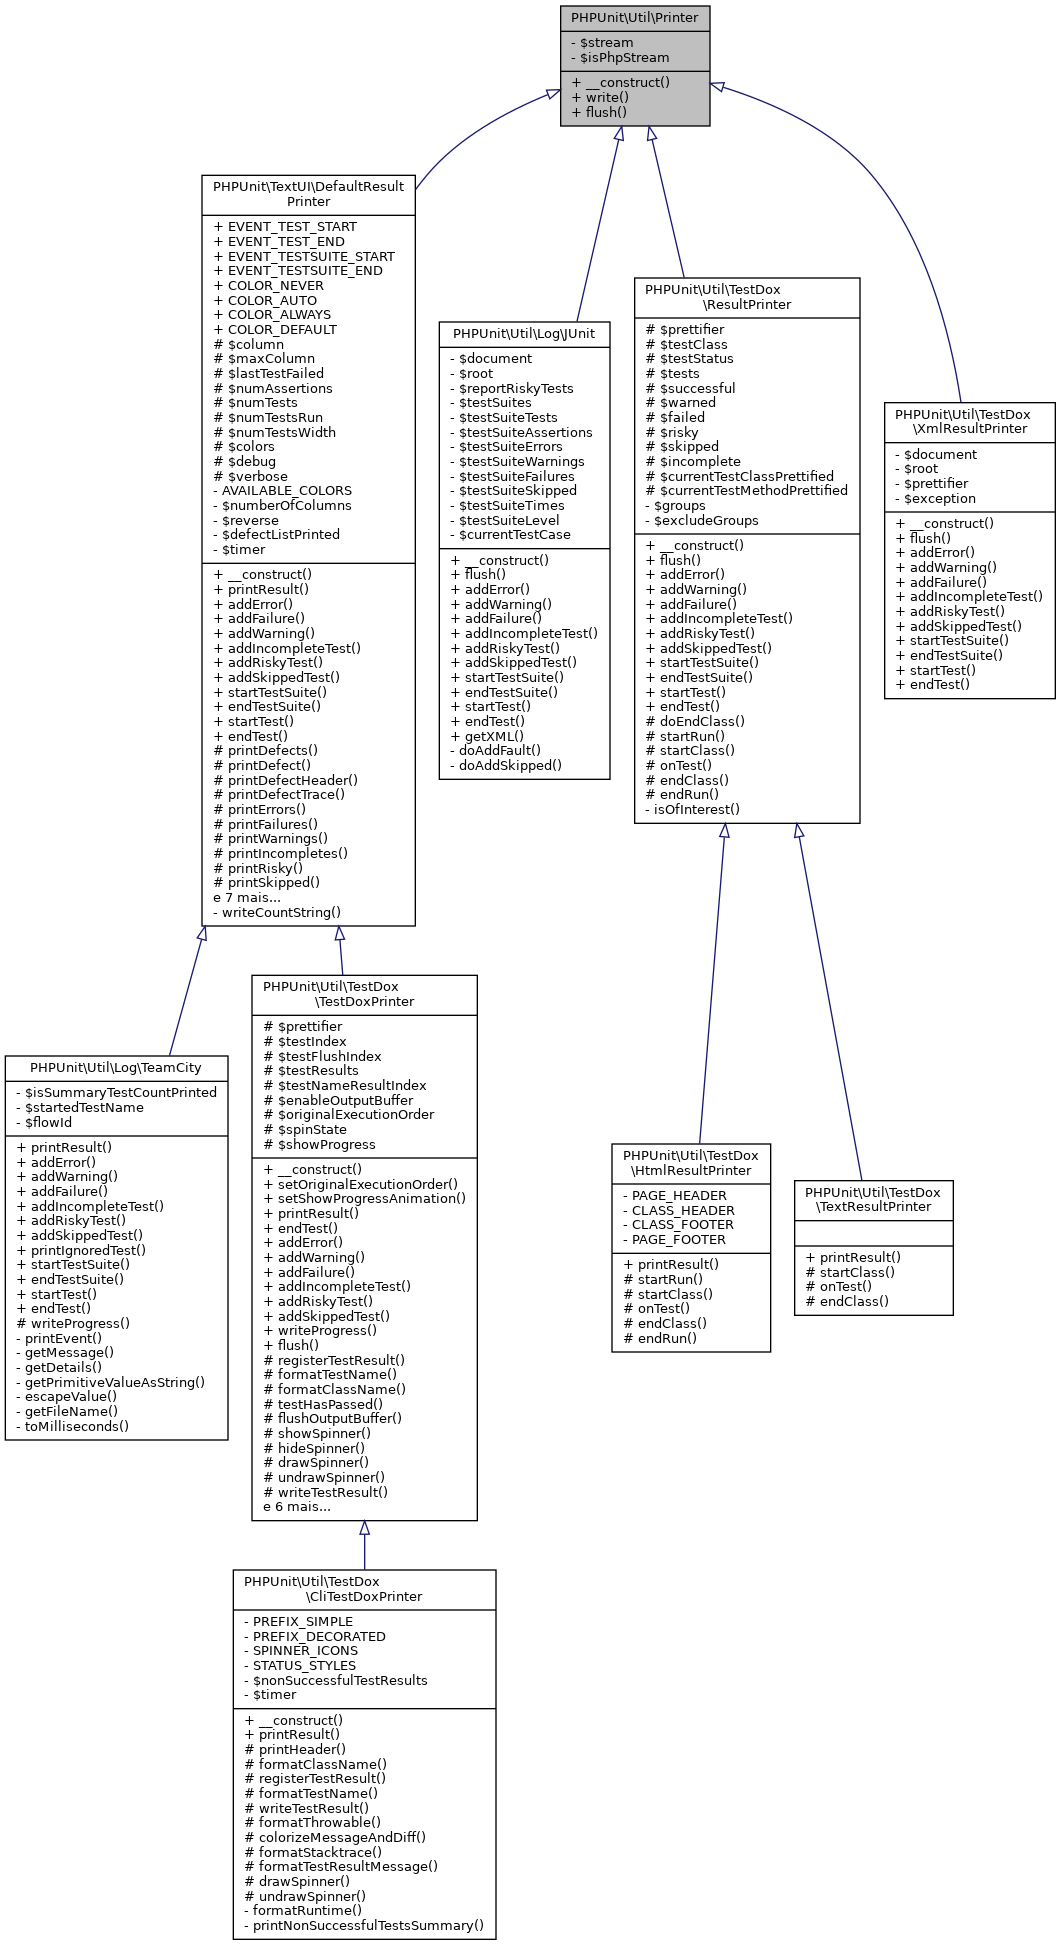 PHPUnit\Util\Printer
- $stream
- $isPhpStream
+ __construct()
+ write()
+ flush()
PHPUnit\TextUI\DefaultResult
Printer
+ EVENT_TEST_START
+ EVENT_TEST_END
+ EVENT_TESTSUITE_START
+ EVENT_TESTSUITE_END
+ COLOR_NEVER
+ COLOR_AUTO
+ COLOR_ALWAYS
+ COLOR_DEFAULT
# $column
# $maxColumn
# $lastTestFailed
# $numAssertions
# $numTests
# $numTestsRun
# $numTestsWidth
# $colors
# $debug
# $verbose
- AVAILABLE_COLORS
- $numberOfColumns
- $reverse
- $defectListPrinted
- $timer
+ __construct()
+ printResult()
+ addError()
+ addFailure()
+ addWarning()
+ addIncompleteTest()
+ addRiskyTest()
+ addSkippedTest()
+ startTestSuite()
+ endTestSuite()
+ startTest()
+ endTest()
# printDefects()
# printDefect()
# printDefectHeader()
# printDefectTrace()
# printErrors()
# printFailures()
# printWarnings()
# printIncompletes()
# printRisky()
# printSkipped()
e 7 mais...
- writeCountString()
PHPUnit\Util\Log\JUnit
- $document
- $root
- $reportRiskyTests
- $testSuites
- $testSuiteTests
- $testSuiteAssertions
- $testSuiteErrors
- $testSuiteWarnings
- $testSuiteFailures
- $testSuiteSkipped
- $testSuiteTimes
- $testSuiteLevel
- $currentTestCase
+ __construct()
+ flush()
+ addError()
+ addWarning()
+ addFailure()
+ addIncompleteTest()
+ addRiskyTest()
+ addSkippedTest()
+ startTestSuite()
+ endTestSuite()
+ startTest()
+ endTest()
+ getXML()
- doAddFault()
- doAddSkipped()
PHPUnit\Util\TestDox
\ResultPrinter
# $prettifier
# $testClass
# $testStatus
# $tests
# $successful
# $warned
# $failed
# $risky
# $skipped
# $incomplete
# $currentTestClassPrettified
# $currentTestMethodPrettified
- $groups
- $excludeGroups
+ __construct()
+ flush()
+ addError()
+ addWarning()
+ addFailure()
+ addIncompleteTest()
+ addRiskyTest()
+ addSkippedTest()
+ startTestSuite()
+ endTestSuite()
+ startTest()
+ endTest()
# doEndClass()
# startRun()
# startClass()
# onTest()
# endClass()
# endRun()
- isOfInterest()
PHPUnit\Util\TestDox
\XmlResultPrinter
- $document
- $root
- $prettifier
- $exception
+ __construct()
+ flush()
+ addError()
+ addWarning()
+ addFailure()
+ addIncompleteTest()
+ addRiskyTest()
+ addSkippedTest()
+ startTestSuite()
+ endTestSuite()
+ startTest()
+ endTest()
PHPUnit\Util\Log\TeamCity
- $isSummaryTestCountPrinted
- $startedTestName
- $flowId
+ printResult()
+ addError()
+ addWarning()
+ addFailure()
+ addIncompleteTest()
+ addRiskyTest()
+ addSkippedTest()
+ printIgnoredTest()
+ startTestSuite()
+ endTestSuite()
+ startTest()
+ endTest()
# writeProgress()
- printEvent()
- getMessage()
- getDetails()
- getPrimitiveValueAsString()
- escapeValue()
- getFileName()
- toMilliseconds()
PHPUnit\Util\TestDox
\TestDoxPrinter
# $prettifier
# $testIndex
# $testFlushIndex
# $testResults
# $testNameResultIndex
# $enableOutputBuffer
# $originalExecutionOrder
# $spinState
# $showProgress
+ __construct()
+ setOriginalExecutionOrder()
+ setShowProgressAnimation()
+ printResult()
+ endTest()
+ addError()
+ addWarning()
+ addFailure()
+ addIncompleteTest()
+ addRiskyTest()
+ addSkippedTest()
+ writeProgress()
+ flush()
# registerTestResult()
# formatTestName()
# formatClassName()
# testHasPassed()
# flushOutputBuffer()
# showSpinner()
# hideSpinner()
# drawSpinner()
# undrawSpinner()
# writeTestResult()
e 6 mais...
PHPUnit\Util\TestDox
\HtmlResultPrinter
- PAGE_HEADER
- CLASS_HEADER
- CLASS_FOOTER
- PAGE_FOOTER
+ printResult()
# startRun()
# startClass()
# onTest()
# endClass()
# endRun()
PHPUnit\Util\TestDox
\TextResultPrinter
+ printResult()
# startClass()
# onTest()
# endClass()
PHPUnit\Util\TestDox
\CliTestDoxPrinter
- PREFIX_SIMPLE
- PREFIX_DECORATED
- SPINNER_ICONS
- STATUS_STYLES
- $nonSuccessfulTestResults
- $timer
+ __construct()
+ printResult()
# printHeader()
# formatClassName()
# registerTestResult()
# formatTestName()
# writeTestResult()
# formatThrowable()
# colorizeMessageAndDiff()
# formatStacktrace()
# formatTestResultMessage()
# drawSpinner()
# undrawSpinner()
- formatRuntime()
- printNonSuccessfulTestsSummary()